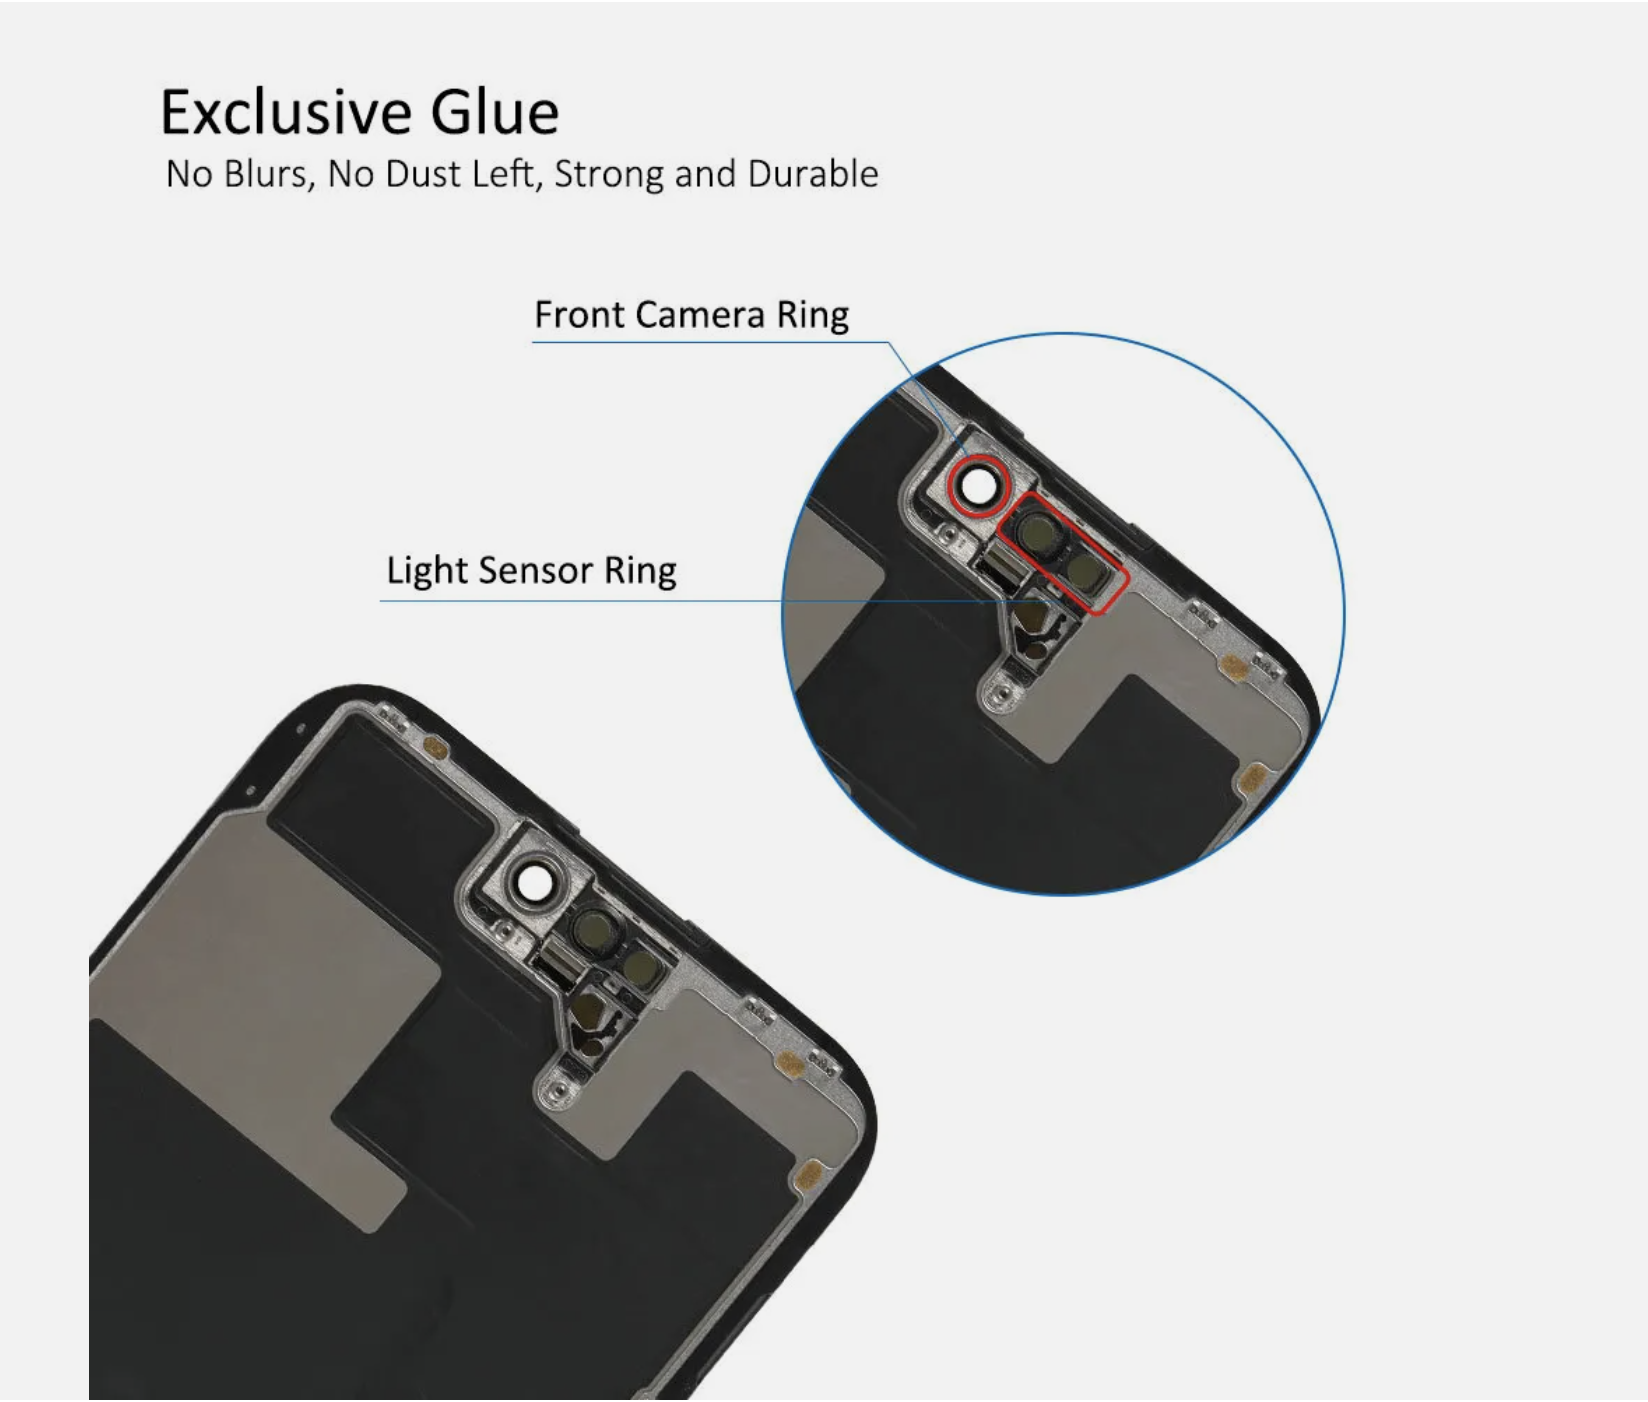 Exclusive Glue
No Blurs, No Dust Left, Strong and Durable
Front Camera Ring
Light Sensor Ring